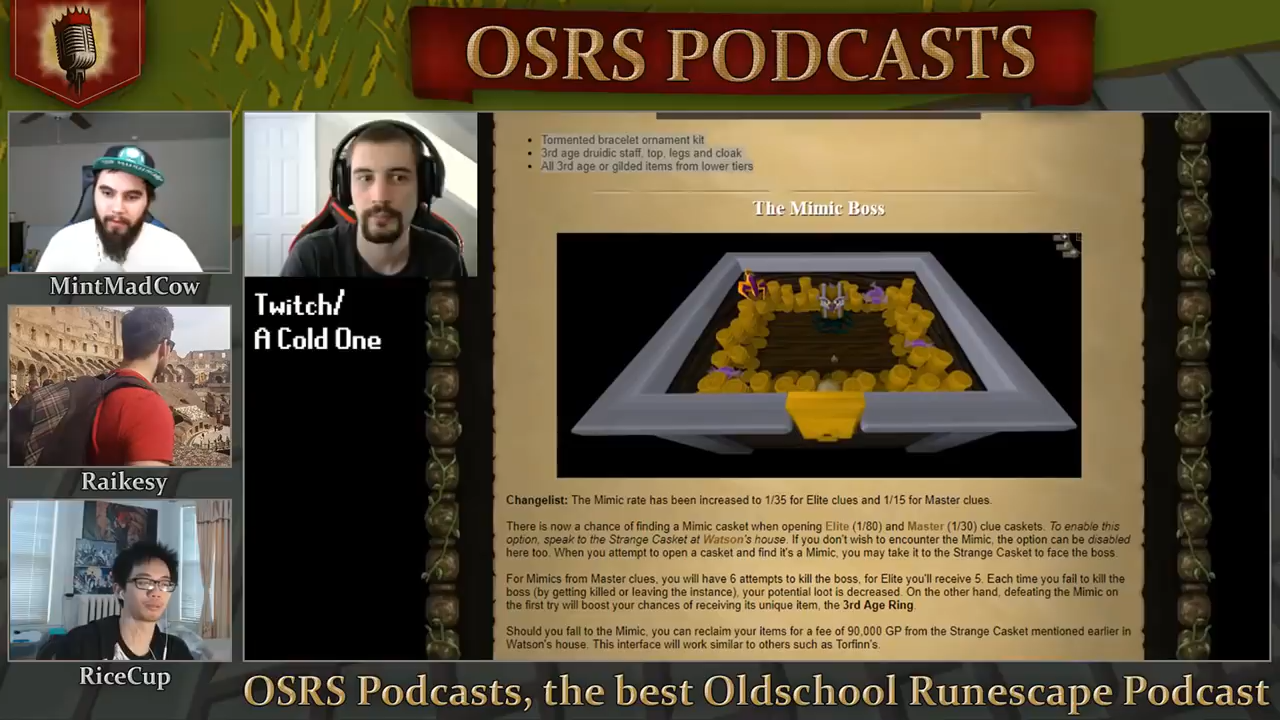 OSRS PODCASTS
MintMadCow
Raikesy
RiceCup
Twitch/
A Cold One
Tormented bracelet ornament kit
3rd age druidic staff, top, legs and cloak
All 3rd age or gilded items from lower tiers
The Mimic Boss
Changelist: The Mimic rate has been increased to 1/35 for Elite clues and 1/15 for Master clues.
There is now a chance of finding a Mimic casket when opening Elite (1/80) and Master (1/30) clue caskets. To enable this
option, speak to the Strange Casket at Watson's house. If you don't wish to encounter the Mimic, the option can be disabled
here too. When you attempt to open a casket and find it's a Mimic, you may take it to the Strange Casket to face the boss
For Mimics from Master clues, you will have 6 attempts to kill the boss, for Elite you'll receive 5. Each time you fail to kill the
boss (by getting killed or leaving the instance), your potential loot is decreased. On the other hand, defeating the Mimic on
the first try will boost your chances of receiving its unique item, the 3rd Age Ring.
Should you fall to the Mimic, you can reclaim your items for a fee of 90,000 GP from the Strange Casket mentioned earlier in
Watson's house. This interface will work similar to others such as Torfinn's.
OSRS Podcasts, the best Oldschool Runescape Podcast